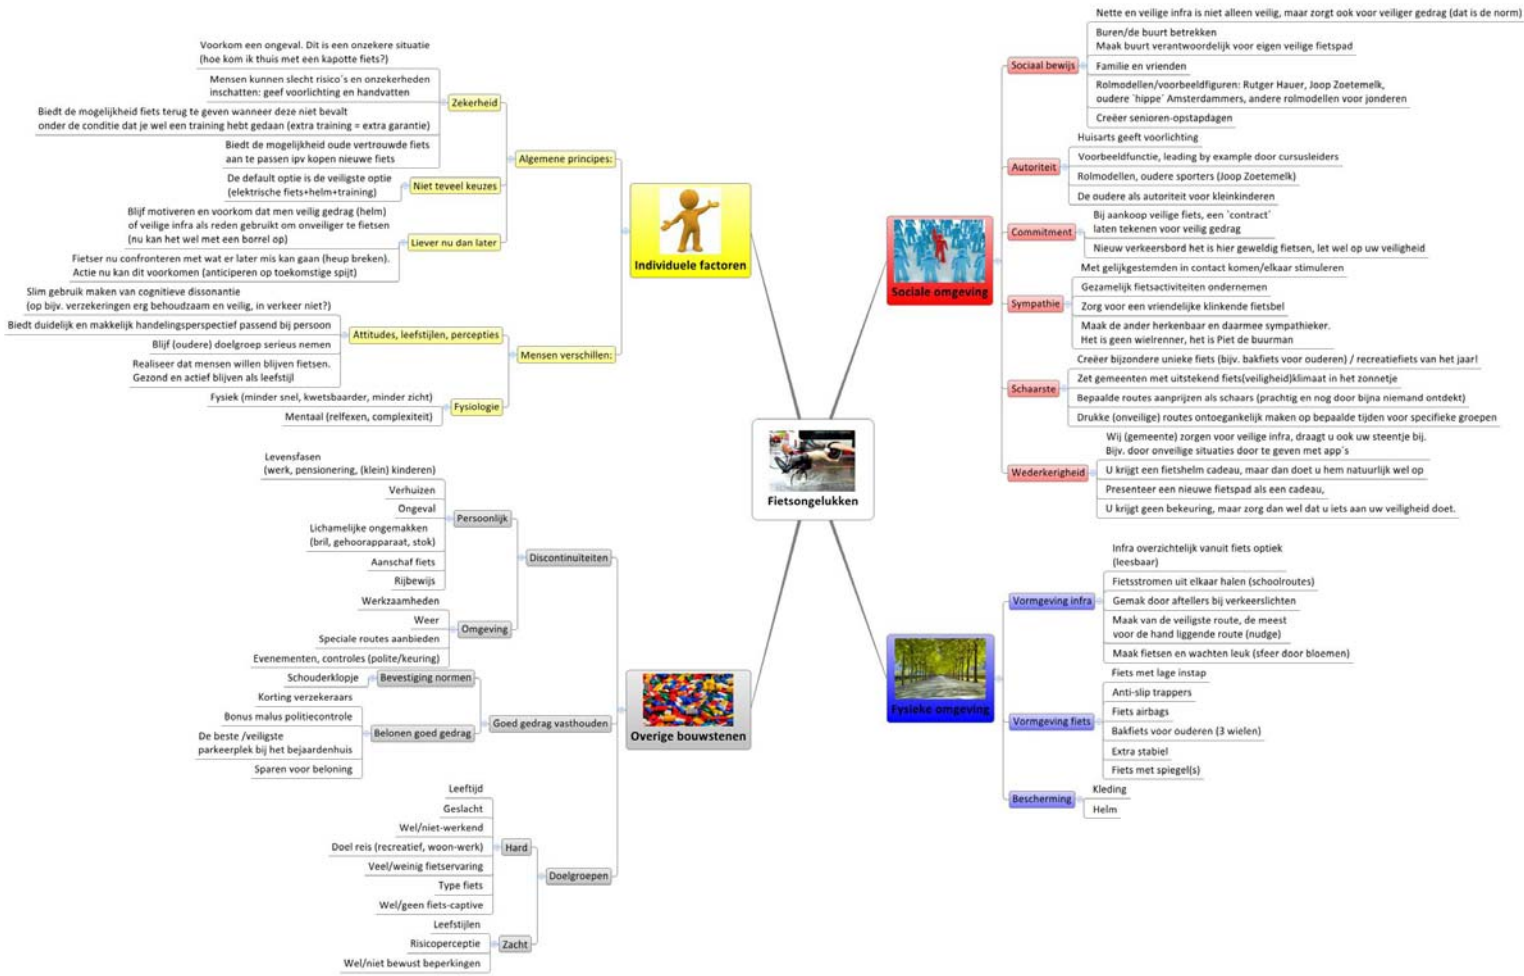 Fietsongelukken
Individuele factoren
Algemene principes:
Zekerheid
Voorkom een ongeval. Dit is een onzekere situatie
(hoe kom ik thuis met een kapotte fiets?)
Mensen kunnen slecht risico´s en onzekerheden
inschatten: geef voorlichting en handvatten
Biedt de mogelijkheid fiets terug te geven wanneer deze niet bevalt
onder de conditie dat je wel een training hebt gedaan (extra training = extra garantie)
Biedt de mogelijkheid oude vertrouwde fiets
aan te passen ipv kopen nieuwe fiets
Niet teveel keuzes
De default optie is de veiligste optie
(elektrische fiets+helm+training)
Liever nu dan later
Blijf motiveren en voorkom dat men veilig gedrag (helm)
of veilige infra als reden gebruikt om onveiliger te fietsen
(nu kan het wel met een borrel op)
Fietser nu confronteren met wat er later mis kan gaan (heup breken).
Actie nu kan dit voorkomen (anticiperen op toekomstige spijt)
Mensen verschillen:
Attitudes, leefstijlen, percepties
Slim gebruik maken van cognitieve dissonantie
(op bijv. verzekeringen erg behoudzaam en veilig, in verkeer niet?)
Biedt duidelijk en makkelijk handelingsperspectief passend bij persoon
Blijf (oudere) doelgroep serieus nemen
Realiseer dat mensen willen blijven fietsen.
Gezond en actief blijven als leefstijl
Fysiologie
Fysiek (minder snel, kwetsbaarder, minder zicht)
Mentaal (relfexen, complexiteit)
Sociale omgeving
Sociaal bewijs
Nette en veilige infra is niet alleen veilig, maar zorgt ook voor veiliger gedrag (dat is de norm)
Buren/de buurt betrekken
Maak buurt verantwoordelijk voor eigen veilige fietspad
Familie en vrienden
Rolmodellen/voorbeeldfiguren: Rutger Hauer, Joop Zoetemelk,
oudere ´hippe´ Amsterdammers, andere rolmodellen voor jonderen
Creëer senioren-opstapdagen
Autoriteit
Huisarts geeft voorlichting
Voorbeeldfunctie, leading by example door cursusleiders
Rolmodellen, oudere sporters (Joop Zoetemelk)
De oudere als autoriteit voor kleinkinderen
Commitment
Bij aankoop veilige fiets, een ´contract´
laten tekenen voor veilig gedrag
Nieuw verkeersbord het is hier geweldig fietsen, let wel op uw veiligheid
Sympathie
Met gelijkgestemden in contact komen/elkaar stimuleren
Gezamelijk fietsactiviteiten ondernemen
Zorg voor een vriendelijke klinkende fietsbel
Maak de ander herkenbaar en daarmee sympathieker.
Het is geen wielrenner, het is Piet de buurman
Schaarste
Creëer bijzondere unieke fiets (bijv. bakfiets voor ouderen) / recreatiefiets van het jaar!
Zet gemeenten met uitstekend fiets(veiligheid)klimaat in het zonnetje
Bepaalde routes aanprijzen als schaars (prachtig en nog door bijna niemand ontdekt)
Drukke (onveilige) routes ontoegankelijk maken op bepaalde tijden voor specifieke groepen
Wederkerigheid
Wij (gemeente) zorgen voor veilige infra, draagt u ook uw steentje bij.
Bijv. door onveilige situaties door te geven met app´s
U krijgt een fietshelm cadeau, maar dan doet u hem natuurlijk wel op
Presenteer een nieuwe fietspad als een cadeau,
U krijgt geen bekeuring, maar zorg dan wel dat u iets aan uw veiligheid doet.
Overige bouwstenen
Discontinuïteiten
Persoonlijk
Levensfasen
(werk, pensionering, (klein) kinderen)
Verhuizen
Ongeval
Lichamelijke ongemakken
(bril, gehoorapparaat, stok)
Aanschaf fiets
Rijbewijs
Omgeving
Werkzaamheden
Weer
Speciale routes aanbieden
Evenementen, controles (polite/keuring)
Goed gedrag vasthouden
Bevestiging normen
Schouderklopje
Belonen goed gedrag
Korting verzekeraars
Bonus malus politiecontrole
De beste /veiligste
parkeerplek bij het bejaardenhuis
Sparen voor beloning
Doelgroepen
Hard
Leeftijd
Geslacht
Wel/niet-werkend
Doel reis (recreatief, woon-werk)
Veel/weinig fietservaring
Type fiets
Wel/geen fiets-captive
Zacht
Leefstijlen
Risicoperceptie
Wel/niet bewust beperkingen
Fysieke omgeving
Vormgeving infra
Infra overzichtelijk vanuit fiets optiek
(leesbaar)
Fietsstromen uit elkaar halen (schoolroutes)
Gemak door aftellers bij verkeerslichten
Maak van de veiligste route, de meest
voor de hand liggende route (nudge)
Maak fietsen en wachten leuk (sfeer door bloemen)
Vormgeving fiets
Fiets met lage instap
Anti-slip trappers
Fiets airbags
Bakfiets voor ouderen (3 wielen)
Extra stabiel
Fiets met spiegel(s)
Bescherming
Kleding
Helm